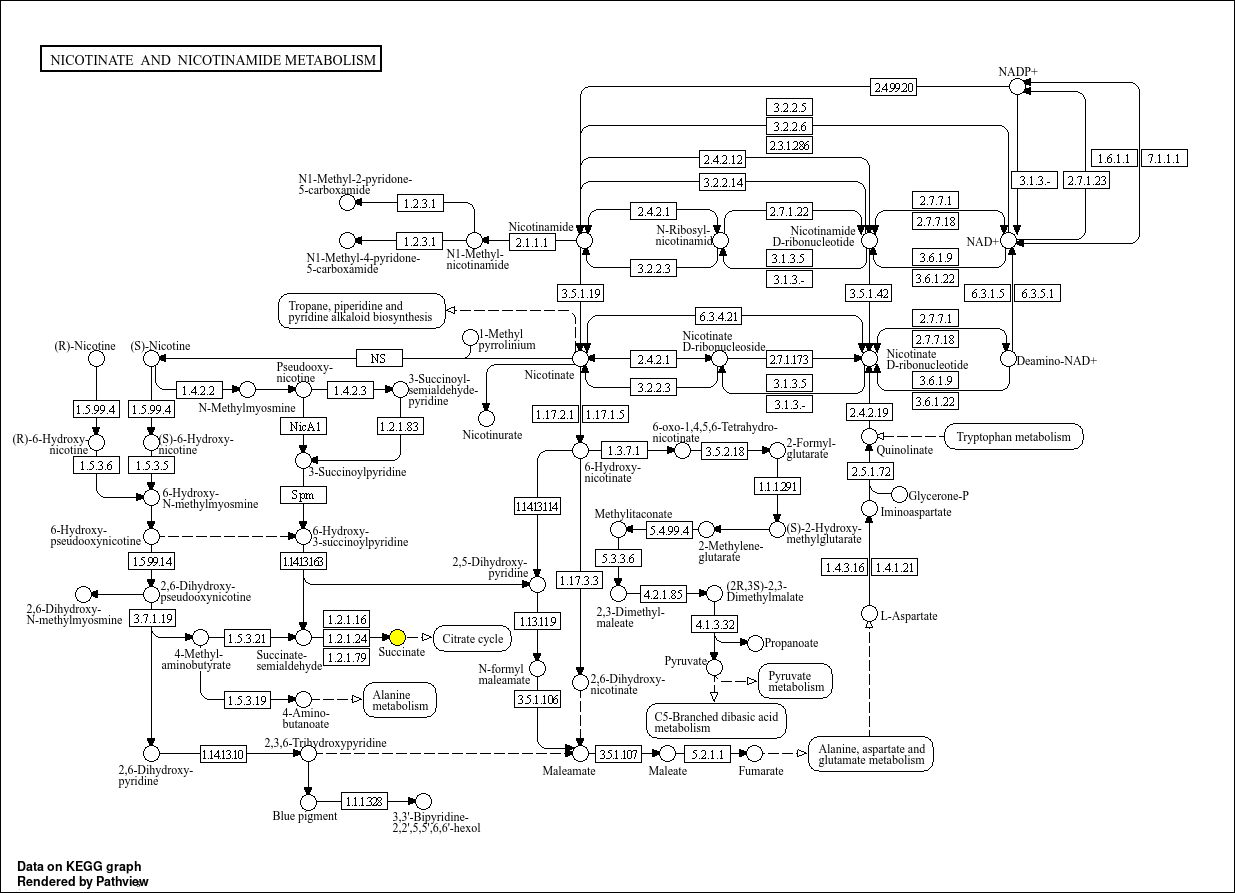 NICOTINATE AND NICOTINAMIDE METABOLISM
NADP+
2.4.99.20
3.2.2.5
3.2.2.6
2.3.1.286
2.4.2.12
1.6.1.1
7.1.1.1
3.2.2.14
3.1.3.-
2.7.1.23
N1-Methyl-2-pyridone-
5-carboxamide
1.2.3.1
1.2.3.1
N1-Methyl-4-pyridone-
5-carboxamide
N1-Methyl-
nicotinamide
2.1.1.1
Nicotinamide
2.4.2.1
N-Ribosyl-
nicotinamid
3.2.2.3
2.7.1.22
Nicotinamide
D-ribonucleotide
3.1.3.5
3.1.3.-
2.7.7.1
2.7.7.18
NAD+
3.6.1.9
3.6.1.22
3.5.1.19
3.5.1.42
6.3.1.5
6.3.5.1
Tropane, piperidine and
pyridine alkaloid biosynthesis
6.3.4.21
2.7.7.1
2.7.7.18
(R)-Nicotine
(S)-Nicotine
NS
1-Methyl
pyrrolinium
Nicotinate
2.4.2.1
Nicotinate
D-ribonucleoside
2.7.1.173
Nicotinate
D-ribonucleotide
Deamino-NAD+
3.2.2.3
3.1.3.5
3.1.3.-
3.6.1.9
3.6.1.22
1.4.2.2
N-Methylmyosmine
Pseudooxy-
nicotine
1.4.2.3
3-Succinoyl-
semialdehyde-
pyridine
1.5.99.4
1.5.99.4
NicA1
1.2.1.83
Nicotinurate
1.17.2.1
1.17.1.5
2.4.2.19
(R)-6-Hydroxy-
nicotine
(S)-6-Hydroxy-
nicotine
1.5.3.6
1.5.3.5
3-Succinoylpyridine
6-Hydroxy-
nicotinate
1.3.7.1
6-oxo-1,4,5,6-Tetrahydro-
nicotinate
3.5.2.18
2-Formyl-
glutarate
Quinolinate
Tryptophan metabolism
2.5.1.72
6-Hydroxy-
N-methylmyosmine
Spm
1.14.13.114
1.1.1.291
Glycerone-P
Iminoaspartate
6-Hydroxy-
pseudooxynicotine
6-Hydroxy-
3-succinoylpyridine
Methylitaconate
5.4.99.4
2-Methylene-
glutarate
(S)-2-Hydroxy-
methylglutarate
1.5.99.14
1.14.13.163
2,5-Dihydroxy-
pyridine
5.3.3.6
1.4.3.16
1.4.1.21
1.17.3.3
2,6-Dihydroxy-
N-methylmyosmine
2,6-Dihydroxy-
pseudooxynicotine
4.2.1.85
(2R,3S)-2,3-
Dimethylmalate
2,3-Dimethyl-
maleate
L-Aspartate
3.7.1.19
1.13.11.9
4.1.3.32
4-Methyl-
aminobutyrate
1.5.3.21
Succinate-
semialdehyde
1.2.1.16
1.2.1.24
1.2.1.79
Succinate
Citrate cycle
Propanoate
Pyruvate
N-formyl
maleamate
2,6-Dihydroxy-
nicotinate
Pyruvate
metabolism
1.5.3.19
4-Amino-
butanoate
Alanine
metabolism
3.5.1.106
C5-Branched dibasic acid
metabolism
2,6-Dihydroxy-
pyridine
1.14.13.10
2,3,6-Trihydroxypyridine
Maleamate
3.5.1.107
Maleate
5.2.1.1
Fumarate
Alanine, aspartate and
glutamate metabolism
Blue pigment
1.1.1.328
3,3'-Bipyridine-
2,2',5,5',6,6'-hexol
Data on KEGG graph
Rendered by Pathview